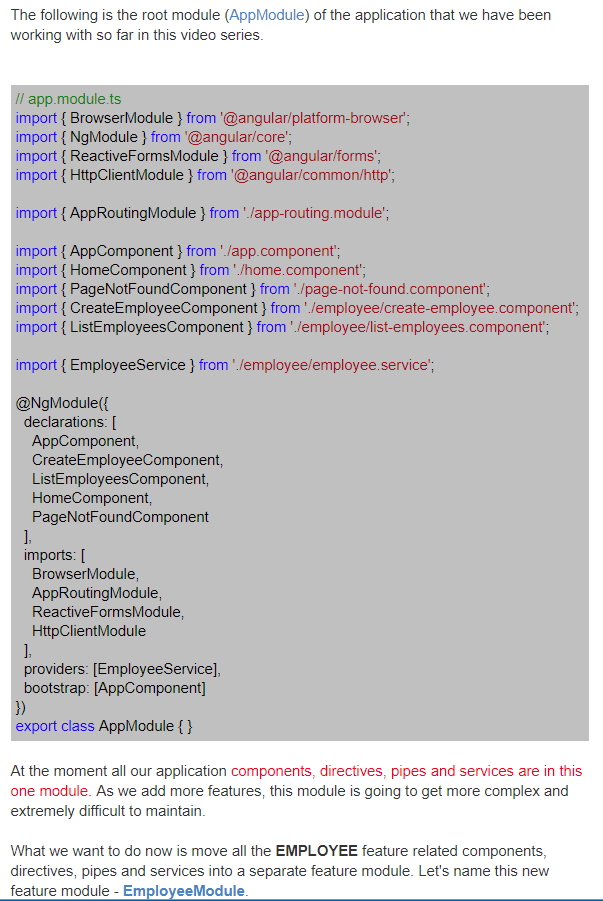 The following is the root module (AppModule) of the application that we have been
working with so far in this video series.
// app.module.ts
import { BrowserModule } from '@angular/platform-browser';
import { NgModule } from '@angular/core';
import { ReactiveFormsModule } from '@angular/forms';
import { HttpClientModule } from '@angular/common/http';
import { AppRoutingModule } from './app-routing.module';
import { AppComponent } from './app.component';
import { HomeComponent } from './home.component';
import { PageNotFoundComponent } from './page-not-found.component';
import { CreateEmployeeComponent } from './employee/create-employee.component';
import { ListEmployeesComponent } from './employee/list-employees.component';
import { EmployeeService } from './employee/employee.service';
@NgModule({
declarations: [
AppComponent,
CreateEmployeeComponent,
ListEmployeesComponent,
HomeComponent,
PageNotFoundComponent
],
imports: [
BrowserModule,
AppRoutingModule,
ReactiveFormsModule,
HttpClientModule
],
providers: [EmployeeService],
bootstrap: [AppComponent]
})
export class AppModule { }
At the moment all our application components, directives, pipes and services are in this
one module. As we add more features, this module is going to get more complex and
extremely difficult to maintain.
What we want to do now is move all the EMPLOYEE feature related components,
directives, pipes and services into a separate feature module. Let's name this new
feature module - EmployeeModule.